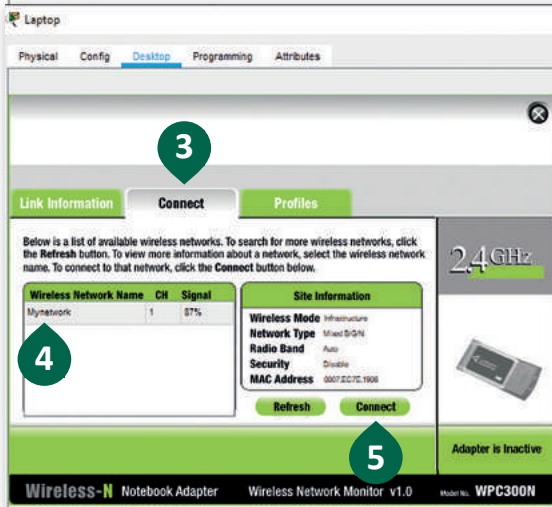 Laptop
Physical Config Desktop Programming Attributes
3
Link Information Connect Profiles
Below is a list of available wireless networks. To search for more wireless networks, click
the Refresh button. To view more information about a network, select the wireless network
name. To connect to that network, click the Connect button below.
2.4GHz
Wireless Network Name CH Signal
Mynetwork 1 87%
4
Site Information
Wireless Mode Infrastructure
Network Type Mixed B/G/N
Radio Band Auto
Security Disable
MAC Address
Refresh Connect
5
Adapter is Inactive
Wireless-N Notebook Adapter Wireless Network Monitor v1.0 Model No. WPC300N